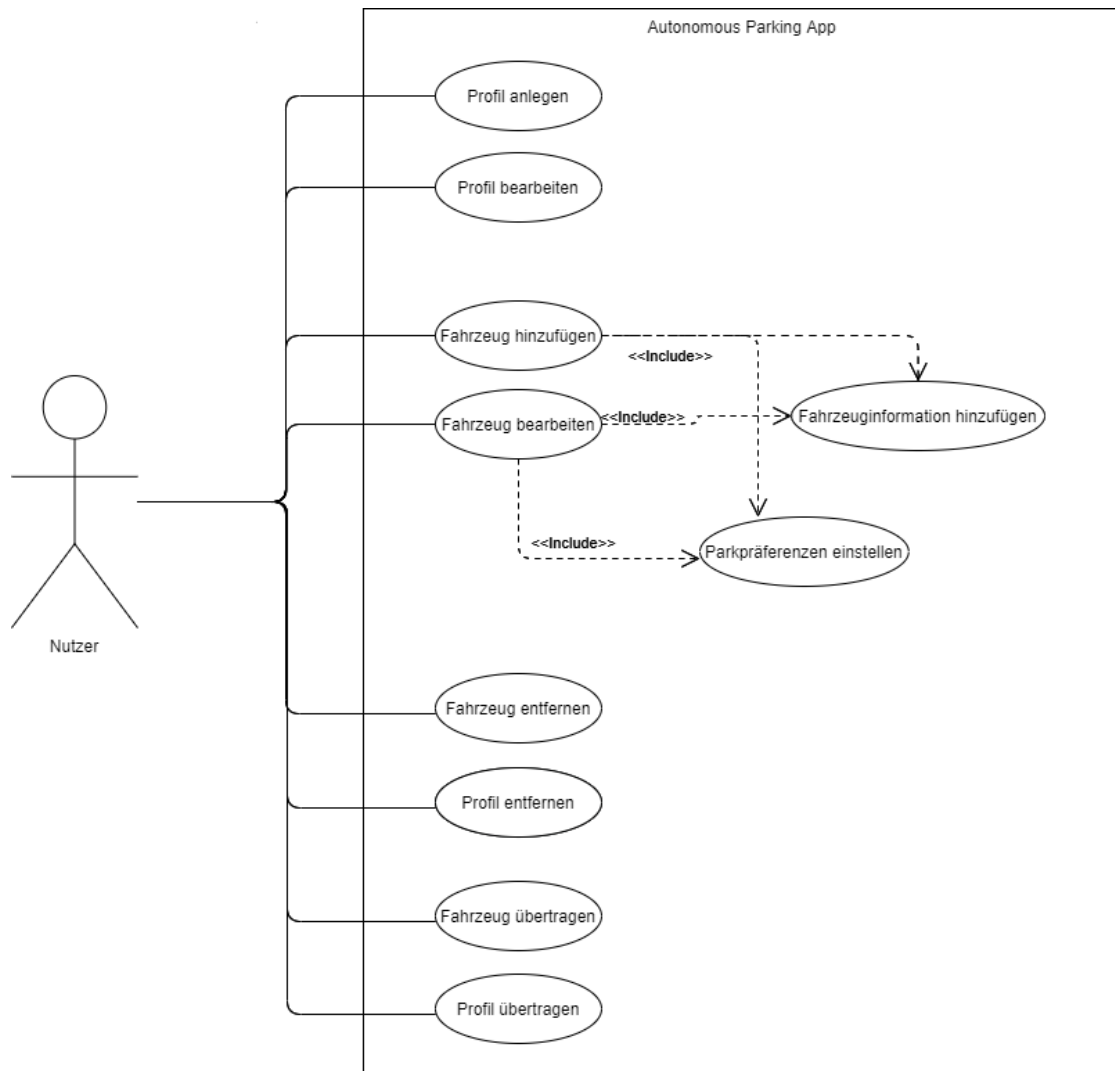 Autonomous Parking App
Profil anlegen
Profil bearbeiten
Fahrzeug hinzufügen
<<Include>>
Fahrzeug bearbeiten
<<Include>>
Fahrzeuginformation hinzufügen
<<Include>>
Parkpräferenzen einstellen
Nutzer
Fahrzeug entfernen
Profil entfernen
Fahrzeug übertragen
Profil übertragen